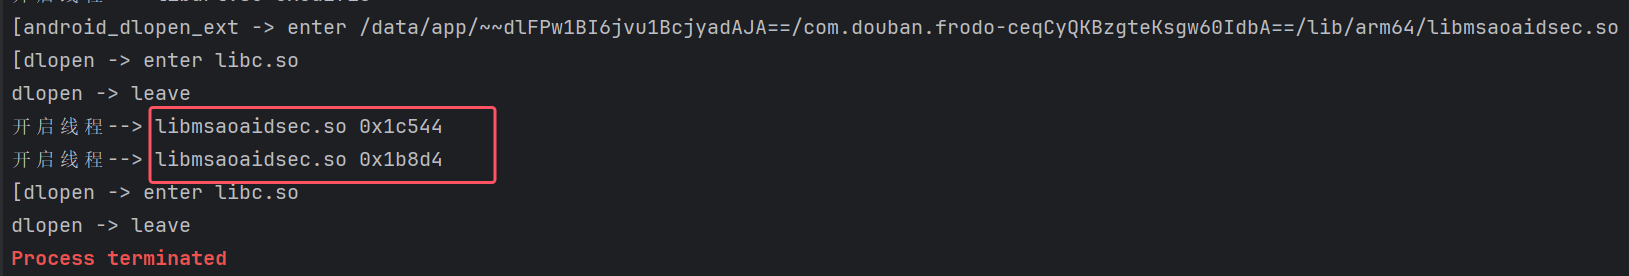 [android_dlopen_ext -> enter /data/app/~~dlFPw1BI6jvu1BcjyadAJA==/com.douban.frodo-ceqCyQKBzgteKsgw60IdbA==/lib/arm64/libmsaoaidsec.so
[dlopen -> enter libc.so
dlopen -> leave
开启线程--> libmsaoaidsec.so 0x1c544
开启线程--> libmsaoaidsec.so 0x1b8d4
[dlopen -> enter libc.so
dlopen -> leave
Process terminated